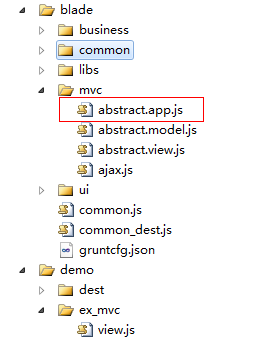 blade
business
common
libs
mvc
abstract.app.js
abstract.model.js
abstract.view.js
ajax.js
ui
common.js
common_dest.js
gruntcfg.json
demo
dest
ex_mvc
view.js